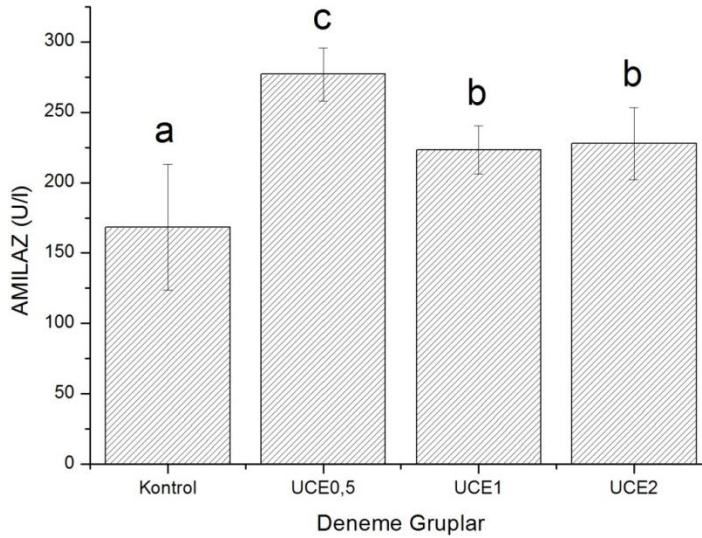 AMILAZ (U/l)
300
250
200
150
100
50
0
a
c
b
b
Kontrol
UCE0,5
UCE1
UCE2
Deneme Gruplar